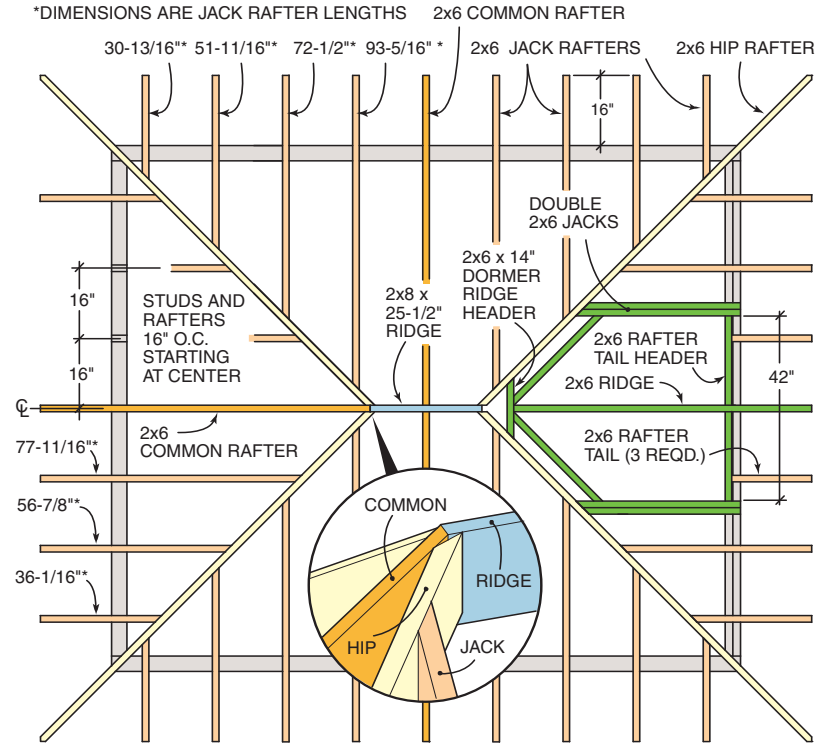 *DIMENSIONS ARE JACK RAFTER LENGTHS
2x6 COMMON RAFTER
30-13/16"*
51-11/16"*
72-1/2"*
93-5/16" *
2x6 JACK RAFTERS
2x6 HIP RAFTER
16"
DOUBLE
2x6 JACKS
2x6 x 14"
DORMER
RIDGE
HEADER
2x8 x
25-1/2"
RIDGE
16"
16"
STUDS AND
RAFTERS
16" O.C.
STARTING
AT CENTER
2x6 RAFTER
TAIL HEADER
2x6 RIDGE
42"
CL
2x6
COMMON RAFTER
2x6 RAFTER
TAIL (3 REQD.)
77-11/16"*
56-7/8"*
36-1/16"*
COMMON
RIDGE
HIP
JACK